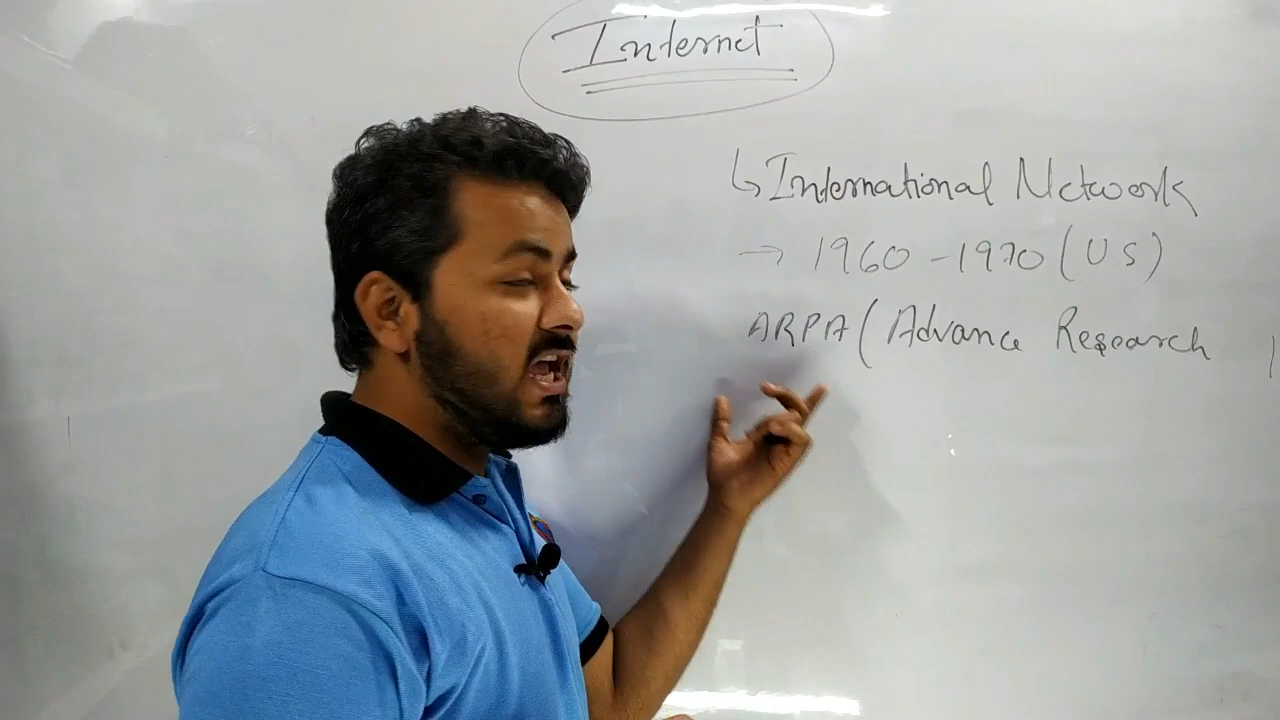 Internet
↳ International Network
→ 1960 - 1970 (US)
ARPA ( Advance Research